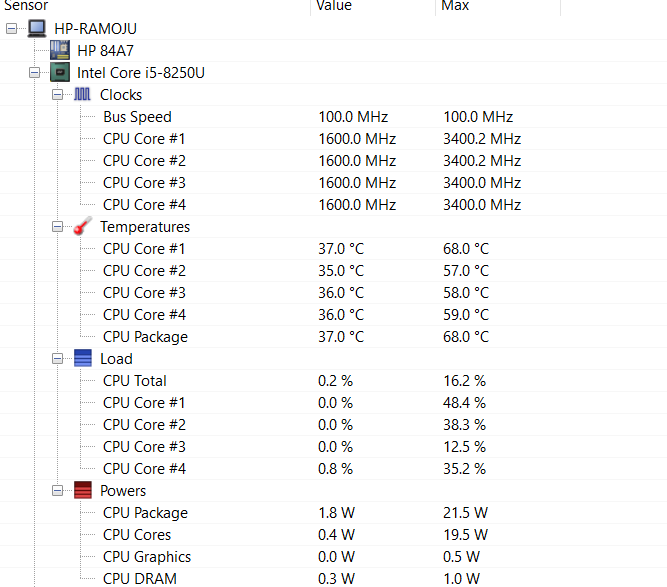 Sensor Value Max
HP-RAMOJU
HP 84A7
Intel Core i5-8250U
Clocks
Bus Speed 100.0 MHz 100.0 MHz
CPU Core #1 1600.0 MHz 3400.2 MHz
CPU Core #2 1600.0 MHz 3400.2 MHz
CPU Core #3 1600.0 MHz 3400.0 MHz
CPU Core #4 1600.0 MHz 3400.0 MHz
Temperatures
CPU Core #1 37.0 °C 68.0 °C
CPU Core #2 35.0 °C 57.0 °C
CPU Core #3 36.0 °C 58.0 °C
CPU Core #4 36.0 °C 59.0 °C
CPU Package 37.0 °C 68.0 °C
Load
CPU Total 0.2 % 16.2 %
CPU Core #1 0.0 % 48.4 %
CPU Core #2 0.0 % 38.3 %
CPU Core #3 0.0 % 12.5 %
CPU Core #4 0.8 % 35.2 %
Powers
CPU Package 1.8 W 21.5 W
CPU Cores 0.4 W 19.5 W
CPU Graphics 0.0 W 0.5 W
CPU DRAM 0.3 W 1.0 W